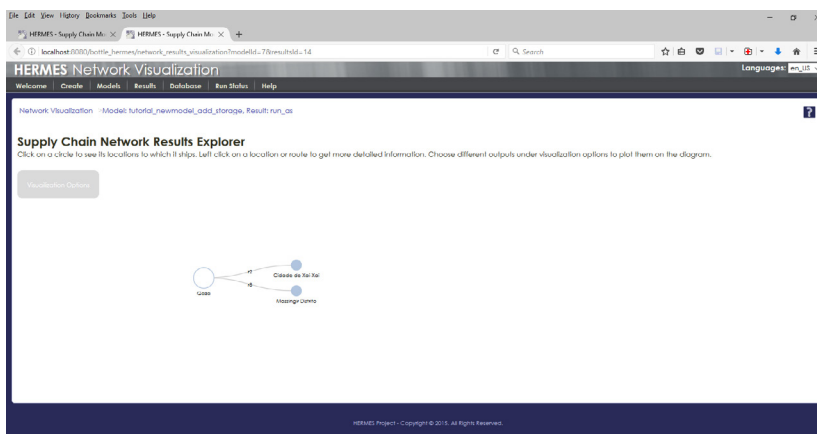 File Edit View History Bookmarks Tools Help
HERMES - Supply Chain Mo HERMES - Supply Chain Mo
localhost:8080/bottle_hermes/network_results_visualization?modelId=7&resultsId=14 Search
HERMES Network Visualization Languages: en_US
Welcome Create Models Results Database Run Status Help
Network Visualization Model: tutorial_newmodel_add_storage, Result: run_as
?
Supply Chain Network Results Explorer
Click on a circle to see its locations to which it ships. Left click on a location or route to get more detailed information. Choose different outputs under visualization options to plot them on the diagram.
Visualization Options
r7
Cidade de Xai Xai
Gaza
Massingir Distrito
HERMES Project - Copyright © 2015. All Rights Reserved.